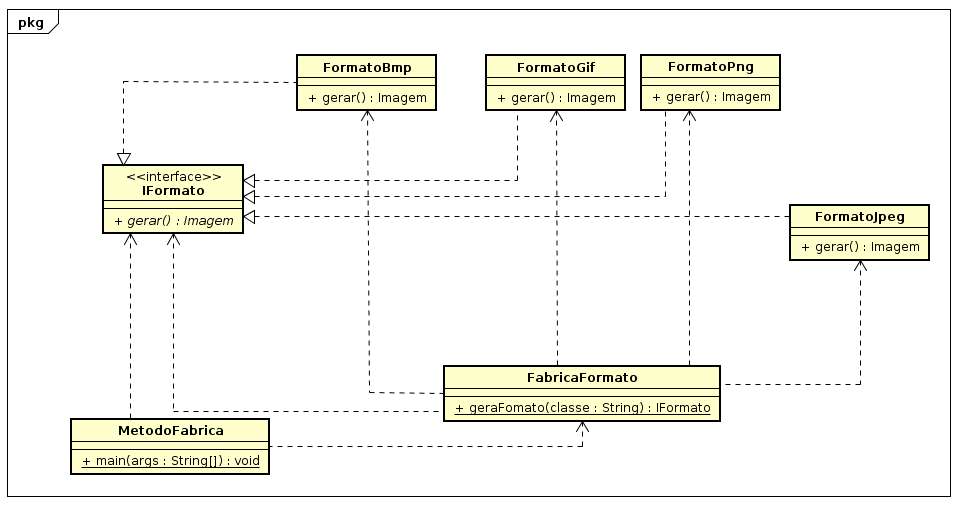 pkg
FormatoBmp
+ gerar() : Imagem
FormatoGif
+ gerar() : Imagem
FormatoPng
+ gerar() : Imagem
<<interface>>
IFormato
+ gerar() : Imagem
FormatoJpeg
+ gerar() : Imagem
FabricaFormato
+ geraFomato(classe : String) : IFormato
MetodoFabrica
+ main(args : String[]) : void